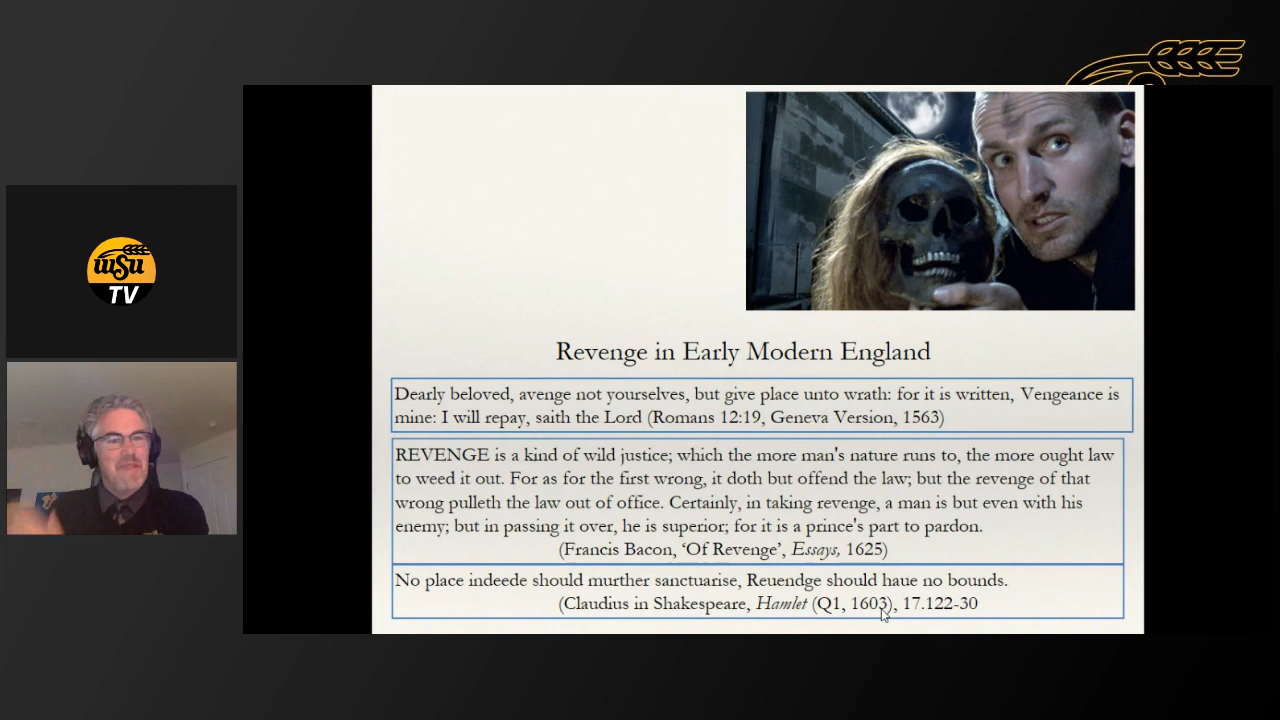 wsu
TV
Revenge in Early Modern England
Dearly beloved, avenge not yourselves, but give place unto wrath: for it is written, Vengeance is
mine: I will repay, saith the Lord (Romans 12:19, Geneva Version, 1563)
REVENGE is a kind of wild justice; which the more man's nature runs to, the more ought law
to weed it out. For as for the first wrong, it doth but offend the law; but the revenge of that
wrong pulleth the law out of office. Certainly, in taking revenge, a man is but even with his
enemy; but in passing it over, he is superior; for it is a prince's part to pardon.
(Francis Bacon, ‘Of Revenge’, Essays, 1625)
No place indeede should murther sanctuarise, Reuendge should haue no bounds.
(Claudius in Shakespeare, Hamlet (Q1, 1603), 17.122-30